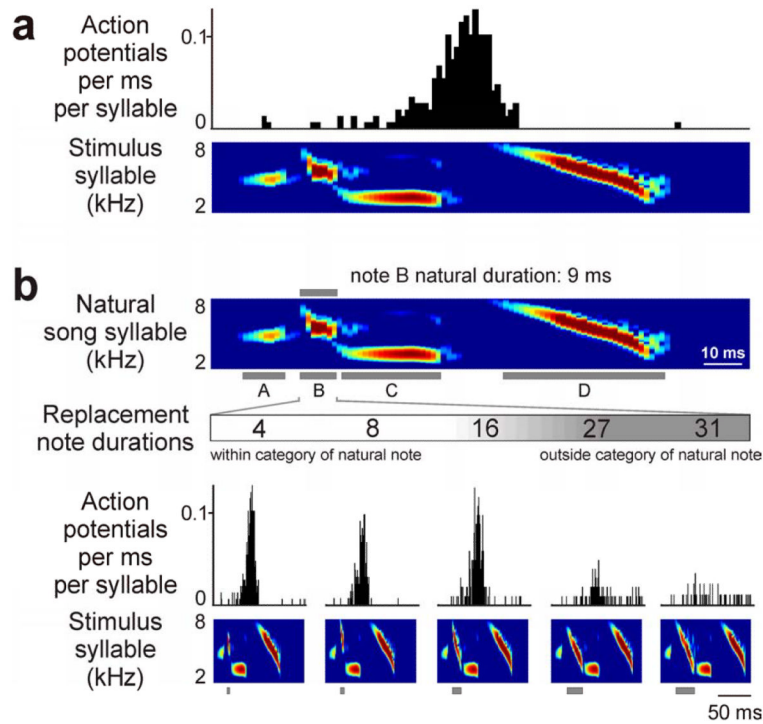 a
Action
potentials
per ms
per syllable
0.1
0
Stimulus
syllable
(kHz)
8
2
b
note B natural duration: 9 ms
Natural
song syllable
(kHz)
8
2
10 ms
A B C D
Replacement
note durations
4 8 16 27 31
within category of natural note outside category of natural note
Action
potentials
per ms
per syllable
0.1
0
Stimulus
syllable
(kHz)
8
2
50 ms